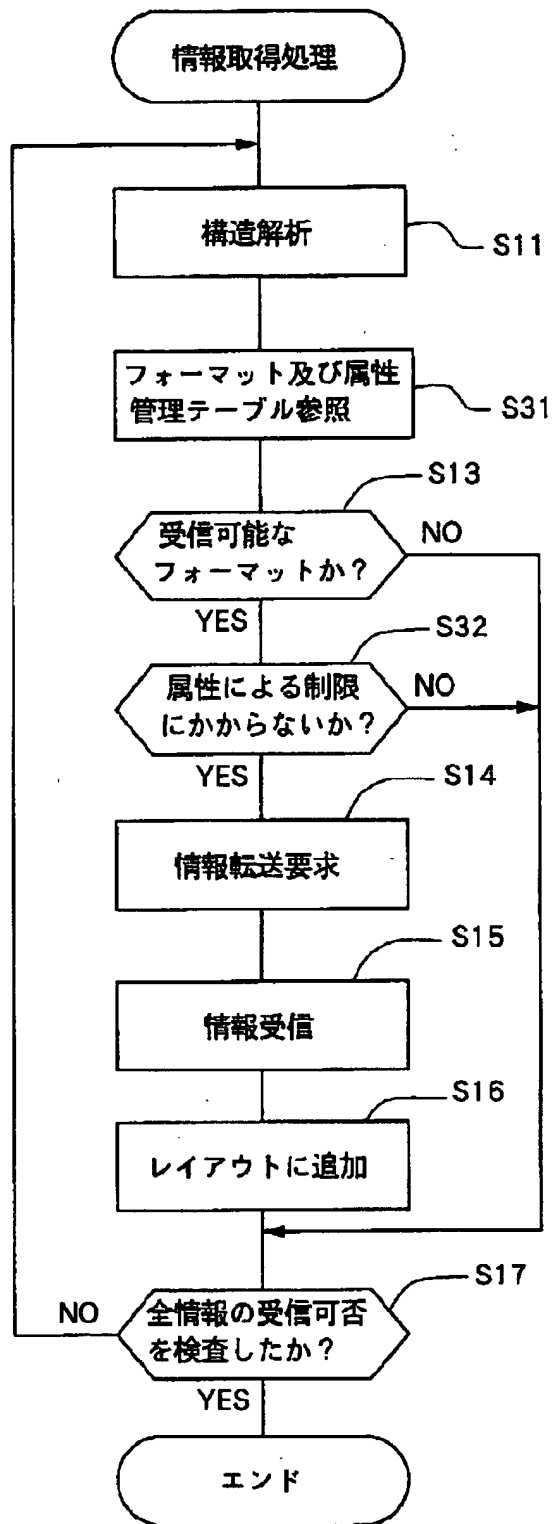 情報取得処理
構造解析
S11
フォーマット及び属性
管理テーブル参照
S31
S13
受信可能な
フォーマットか?
NO
YES
S32
属性による制限
にかからないか?
NO
YES
S14
情報転送要求
S15
情報受信
S16
レイアウトに追加
S17
NO
全情報の受信可否
を検査したか?
YES
エンド